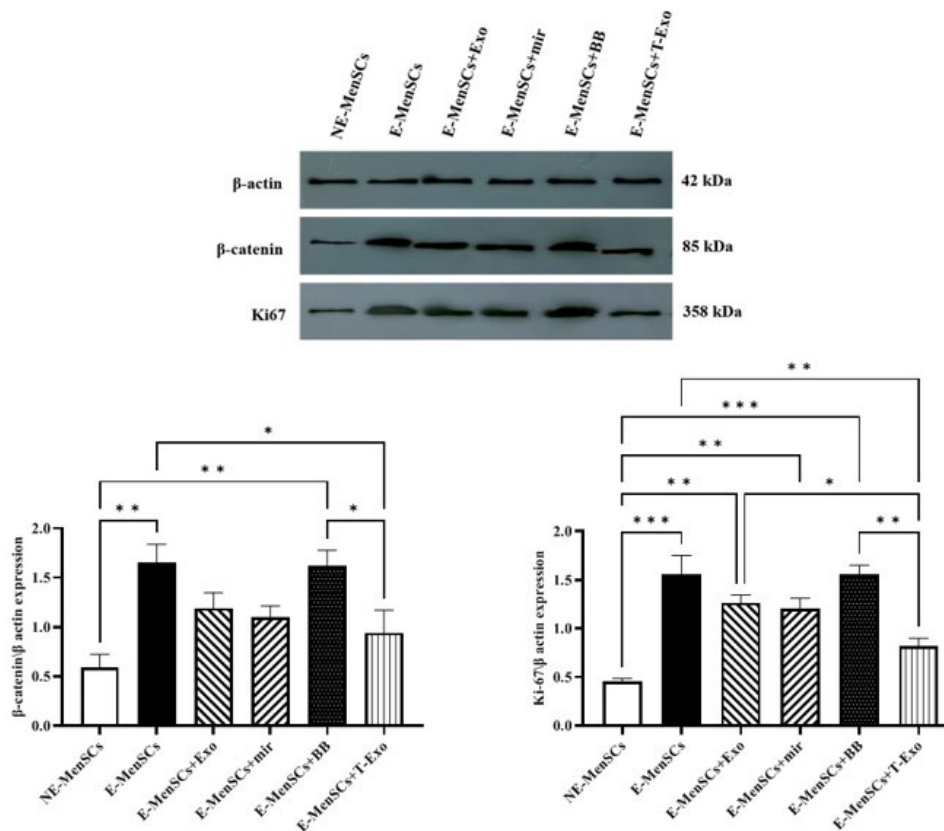 NE-MenSCs
E-MenSCs
E-MenSCs+Exo
E-MenSCs+mir
E-MenSCs+BB
E-MenSCs+T-Exo
β-actin
42 kDa
β-catenin
85 kDa
Ki67
358 kDa
*
* *
* *
*
β-catenin\β actin expression
2.0
1.5
1.0
0.5
0.0
NE-MenSCs
E-MenSCs
E-MenSCs+Exo
E-MenSCs+mir
E-MenSCs+BB
E-MenSCs+T-Exo
* *
* * *
* *
* *
*
* * *
* *
Ki-67\β actin expression
2.0
1.5
1.0
0.5
0.0
NE-MenSCs
E-MenSCs
E-MenSCs+Exo
E-MenSCs+mir
E-MenSCs+BB
E-MenSCs+T-Exo